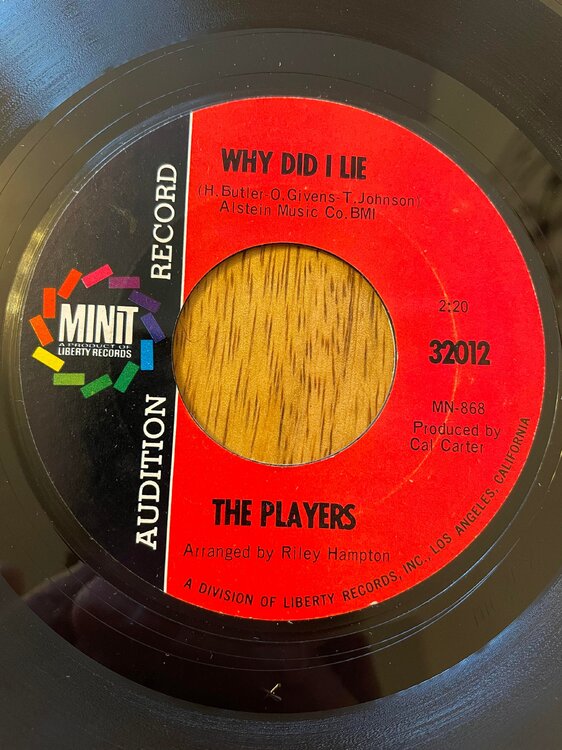 WHY DID I LIE
(H. Butler-O. Givens-T. Johnson)
Alstein Music Co. BMI
AUDITION RECORD
MINIT
A PRODUCT OF
LIBERTY RECORDS
2:20
32012
MN-868
Produced by
Cal Carter
THE PLAYERS
Arranged by Riley Hampton
A DIVISION OF LIBERTY RECORDS, INC., LOS ANGELES, CALIFORNIA